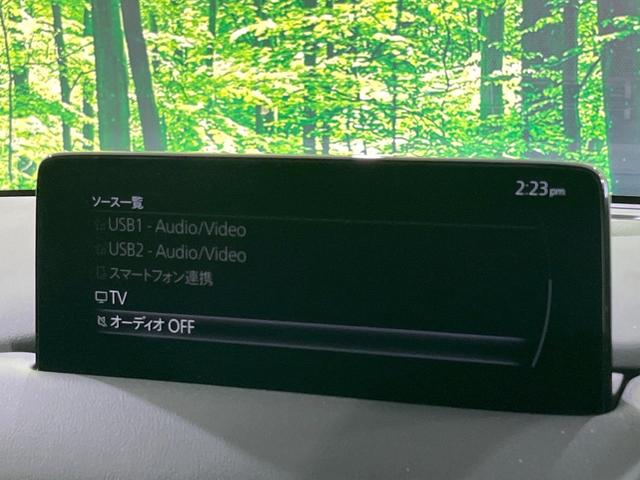 2:23pm
ソース一覧
USB1 - Audio/Video
USB2 - Audio/Video
スマートフォン連携
TV
オーディオ OFF